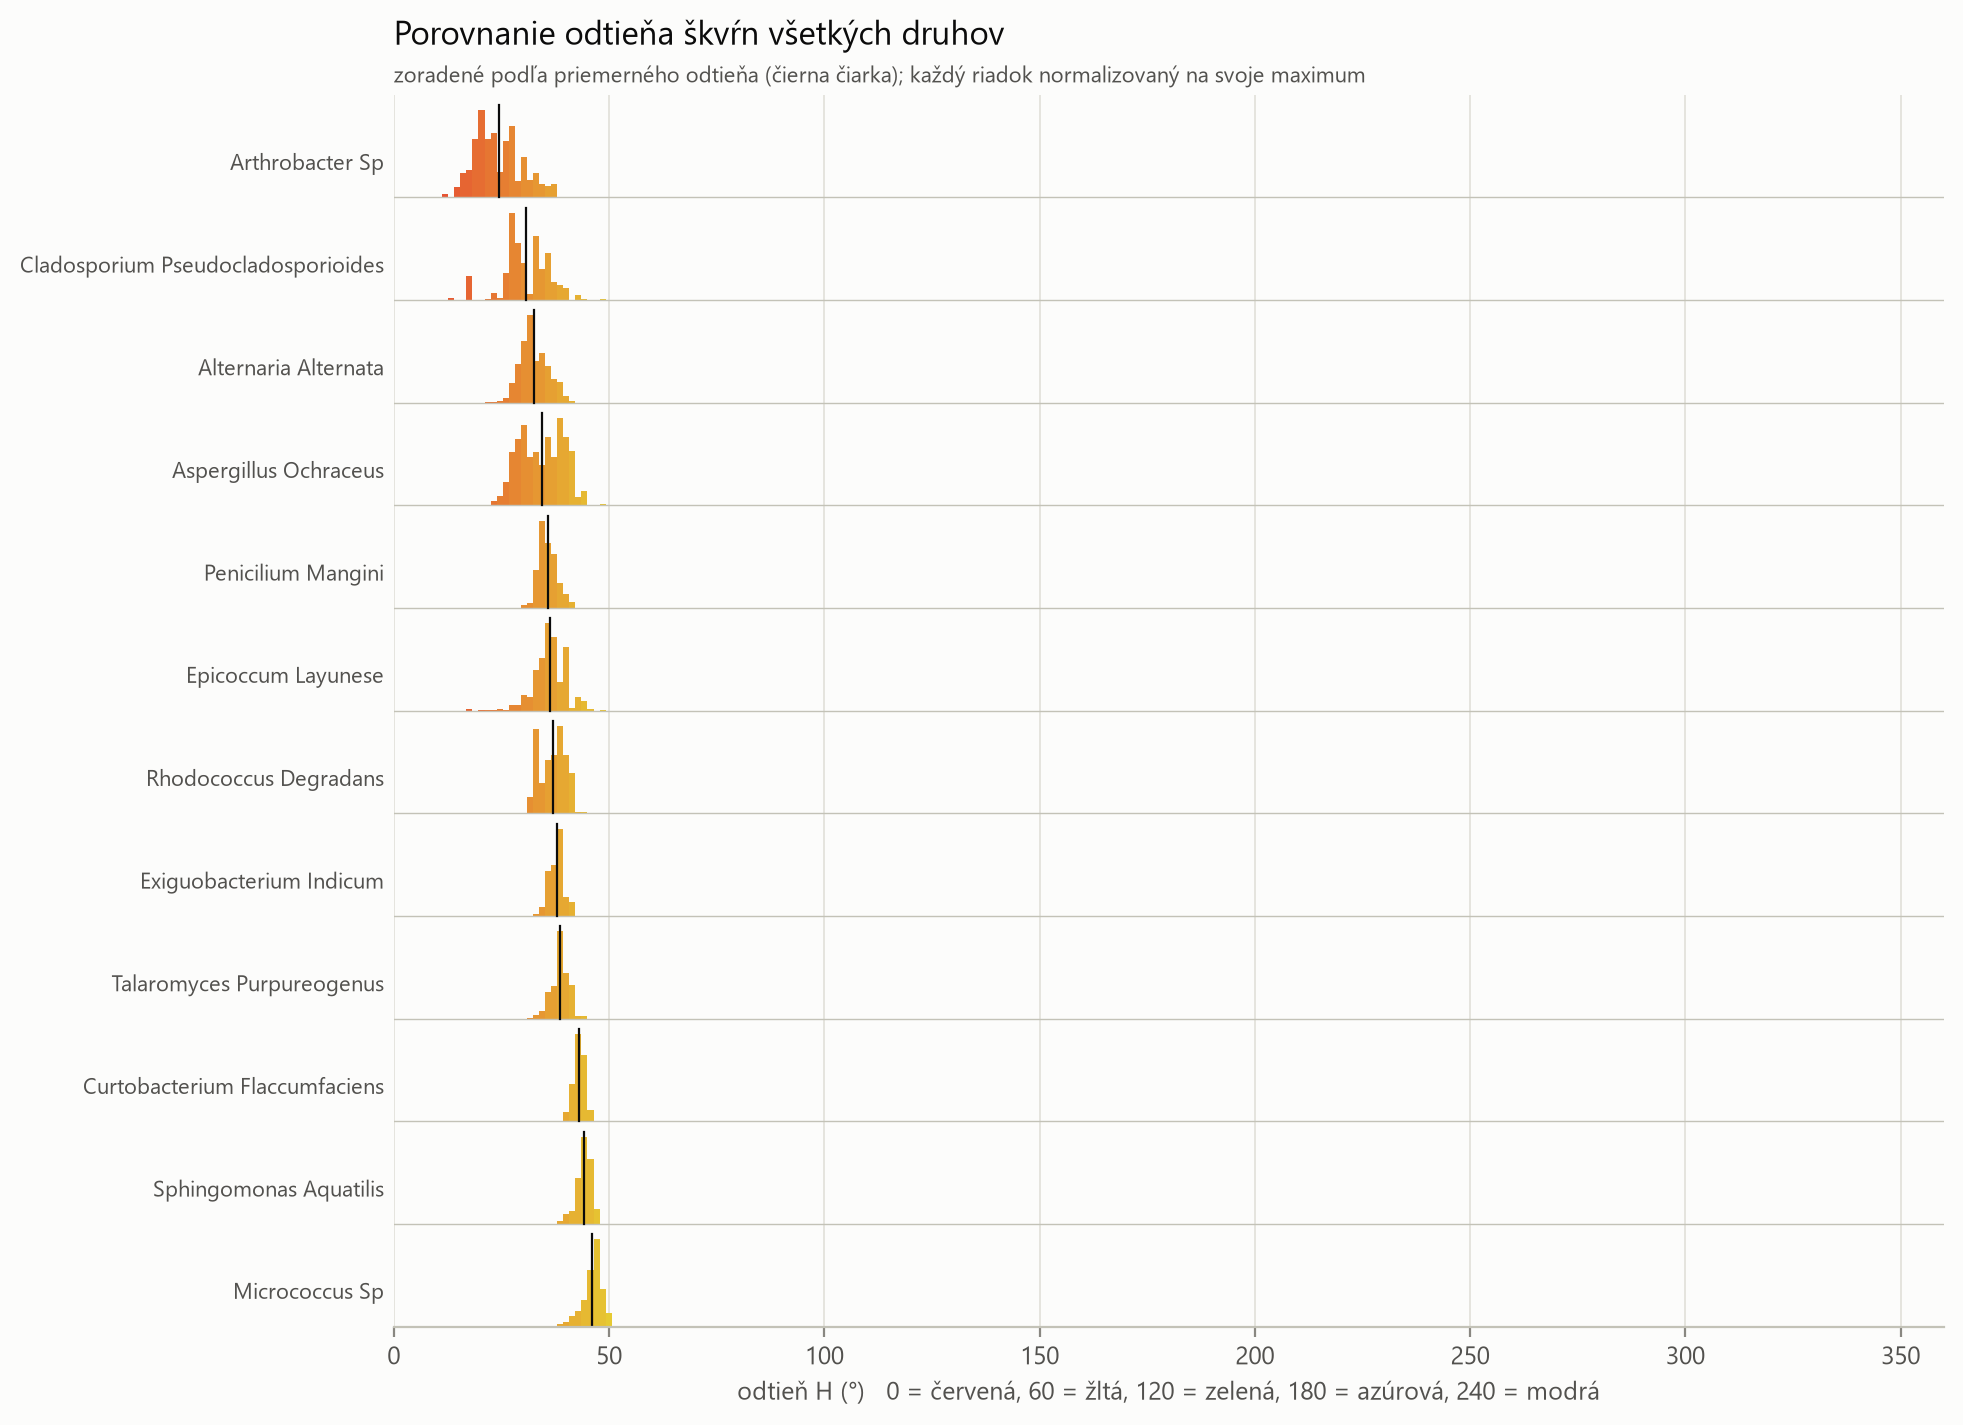 Porovnanie odtieňa škvŕn všetkých druhov
zoradené podľa priemerného odtieňa (čierna čiarka); každý riadok normalizovaný na svoje maximum
Arthrobacter Sp
Cladosporium Pseudocladosporioides
Alternaria Alternata
Aspergillus Ochraceus
Penicilium Mangini
Epicoccum Layunese
Rhodococcus Degradans
Exiguobacterium Indicum
Talaromyces Purpureogenus
Curtobacterium Flaccumfaciens
Sphingomonas Aquatilis
Micrococcus Sp
0 50 100 150 200 250 300 350
odtieň H (°) 0 = červená, 60 = žltá, 120 = zelená, 180 = azúrová, 240 = modrá